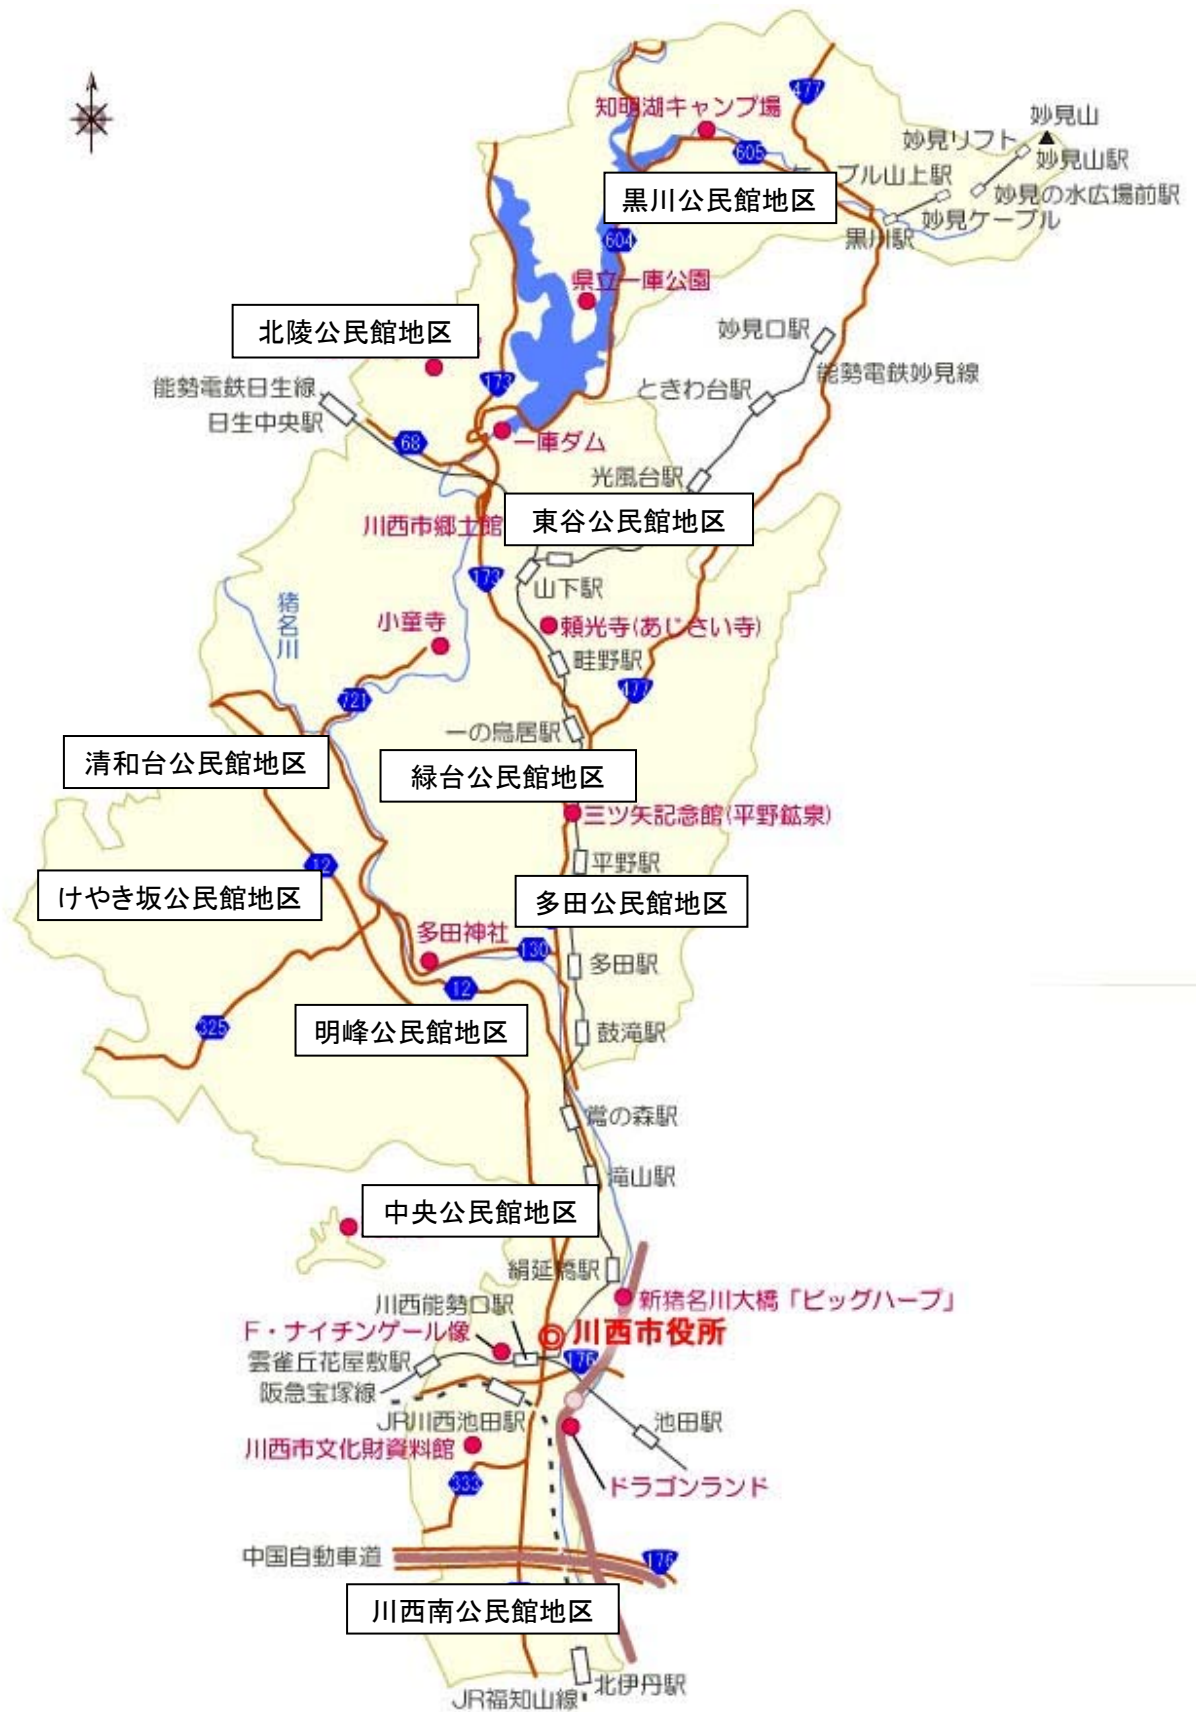 477
知明湖キャンプ場
妙見山
妙見リフト
605
妙見山駅
ケーブル山上駅
妙見の水広場前駅
黒川公民館地区
妙見ケーブル
黒川駅
604
県立一庫公園
北陵公民館地区
妙見口駅
能勢電鉄妙見線
能勢電鉄日生線
173
ときわ台駅
日生中央駅
68
一庫ダム
光風台駅
川西市郷土館
東谷公民館地区
173
山下駅
猪名川
小童寺
頼光寺(あじさい寺)
畦野駅
477
721
一の鳥居駅
清和台公民館地区
緑台公民館地区
三ツ矢記念館(平野鉱泉)
12
平野駅
けやき坂公民館地区
多田公民館地区
多田神社
130
多田駅
12
325
明峰公民館地区
鼓滝駅
鴬の森駅
滝山駅
中央公民館地区
絹延橋駅
新猪名川大橋「ビッグハープ」
川西能勢口駅
F・ナイチンゲール像
川西市役所
雲雀丘花屋敷駅
176
阪急宝塚線
JR川西池田駅
池田駅
川西市文化財資料館
333
ドラゴンランド
中国自動車道
176
川西南公民館地区
北伊丹駅
JR福知山線